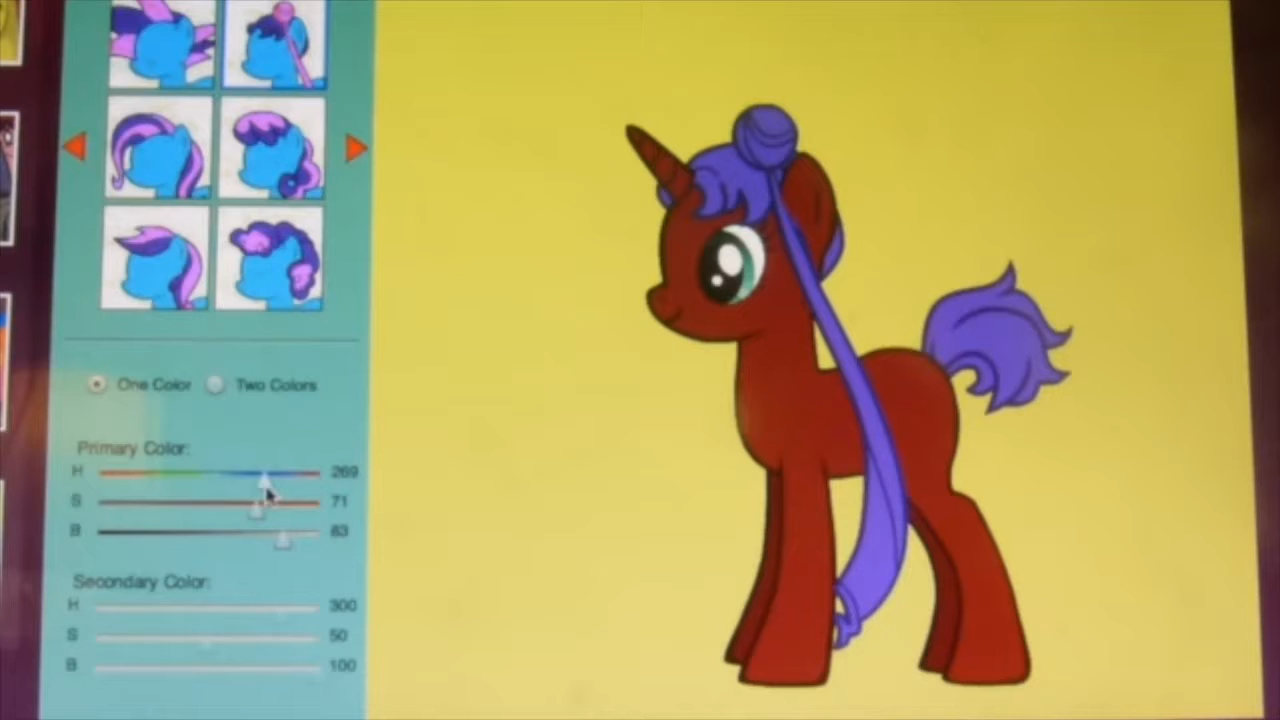 One Color Two Colors
Primary Color:
H 269
S 71
B 83
Secondary Color:
H 300
S 50
B 100